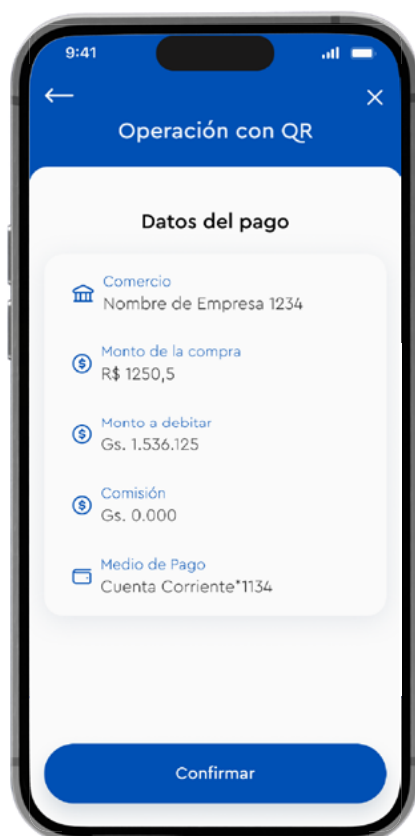 9:41
Operación con QR
Datos del pago
Comercio
Nombre de Empresa 1234
Monto de la compra
R$ 1250,5
Monto a debitar
Gs. 1.536.125
Comisión
Gs. 0.000
Medio de Pago
Cuenta Corriente*1134
Confirmar